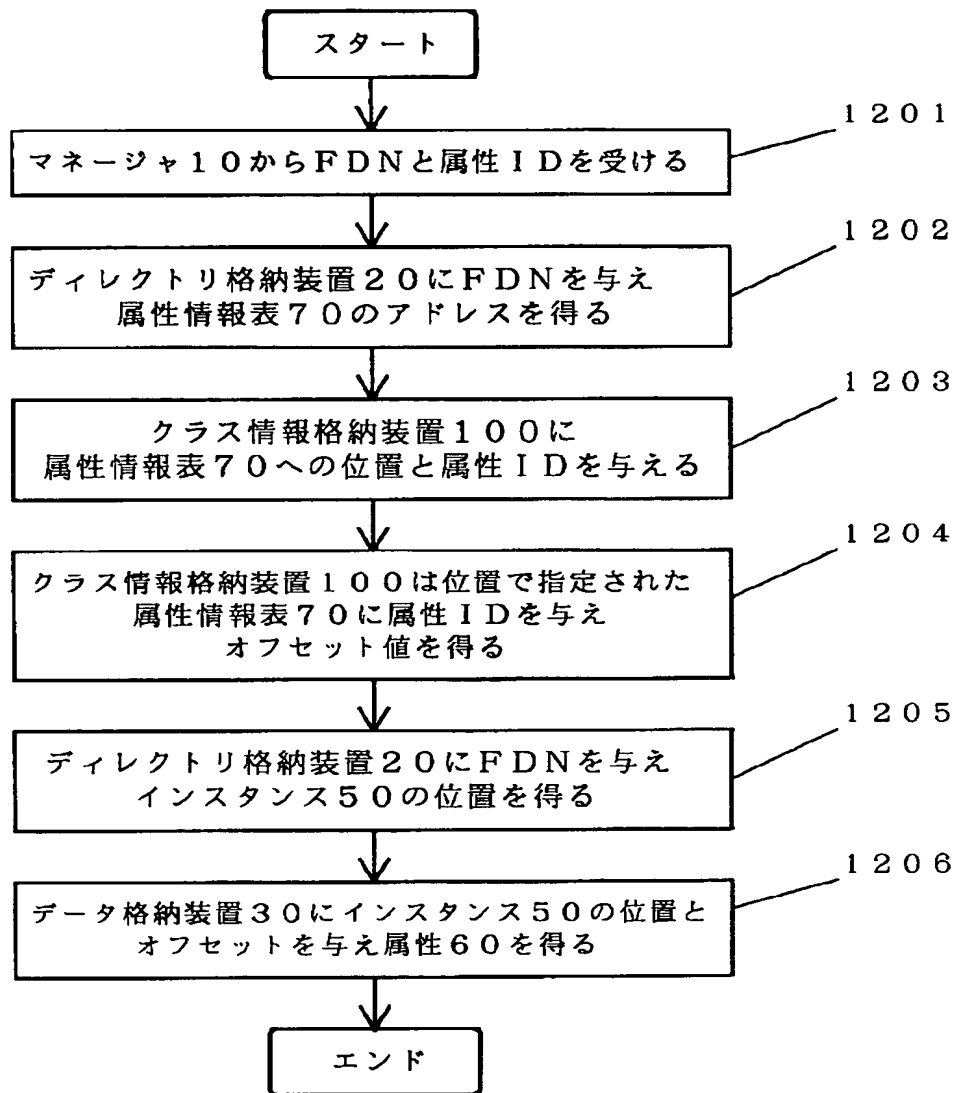 スタート
1201
マネージャ10からFDNと属性IDを受ける
1202
ディレクトリ格納装置20にFDNを与え
属性情報表70のアドレスを得る
1203
クラス情報格納装置100に
属性情報表70への位置と属性IDを与える
1204
クラス情報格納装置100は位置で指定された
属性情報表70に属性IDを与え
オフセット値を得る
1205
ディレクトリ格納装置20にFDNを与え
インスタンス50の位置を得る
1206
データ格納装置30にインスタンス50の位置と
オフセットを与え属性60を得る
エンド